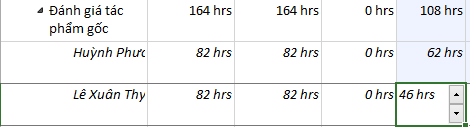 Đánh giá tác 164 hrs 164 hrs 0 hrs 108 hrs
phẩm gốc
Huỳnh Phươ 82 hrs 82 hrs 0 hrs 62 hrs
Lê Xuân Thy 82 hrs 82 hrs 0 hrs 46 hrs